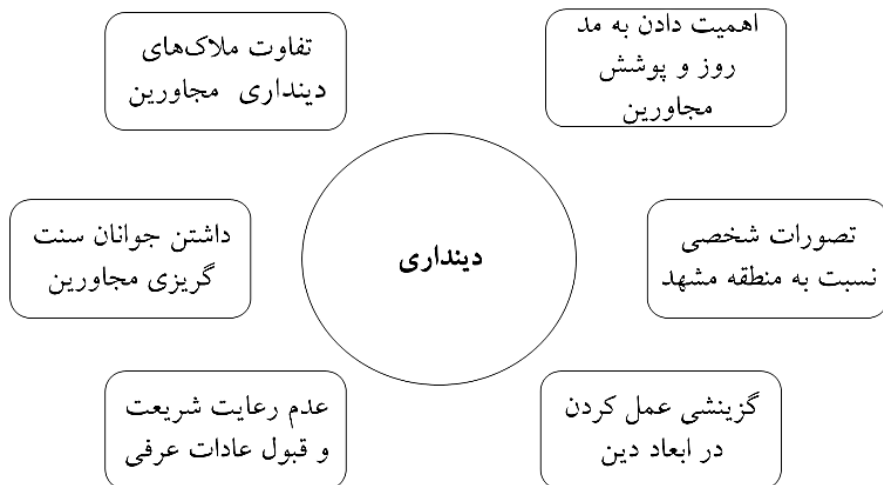 اهمیت دادن به مد
روز و پوشش
مجاورین
تفاوت ملاک‌های
دینداری مجاورین
تصورات شخصی
نسبت به منطقه مشهد
دینداری
داشتن جوانان سنت
گریزی مجاورین
گزینشی عمل کردن
در ابعاد دین
عدم رعایت شریعت
و قبول عادات عرفی